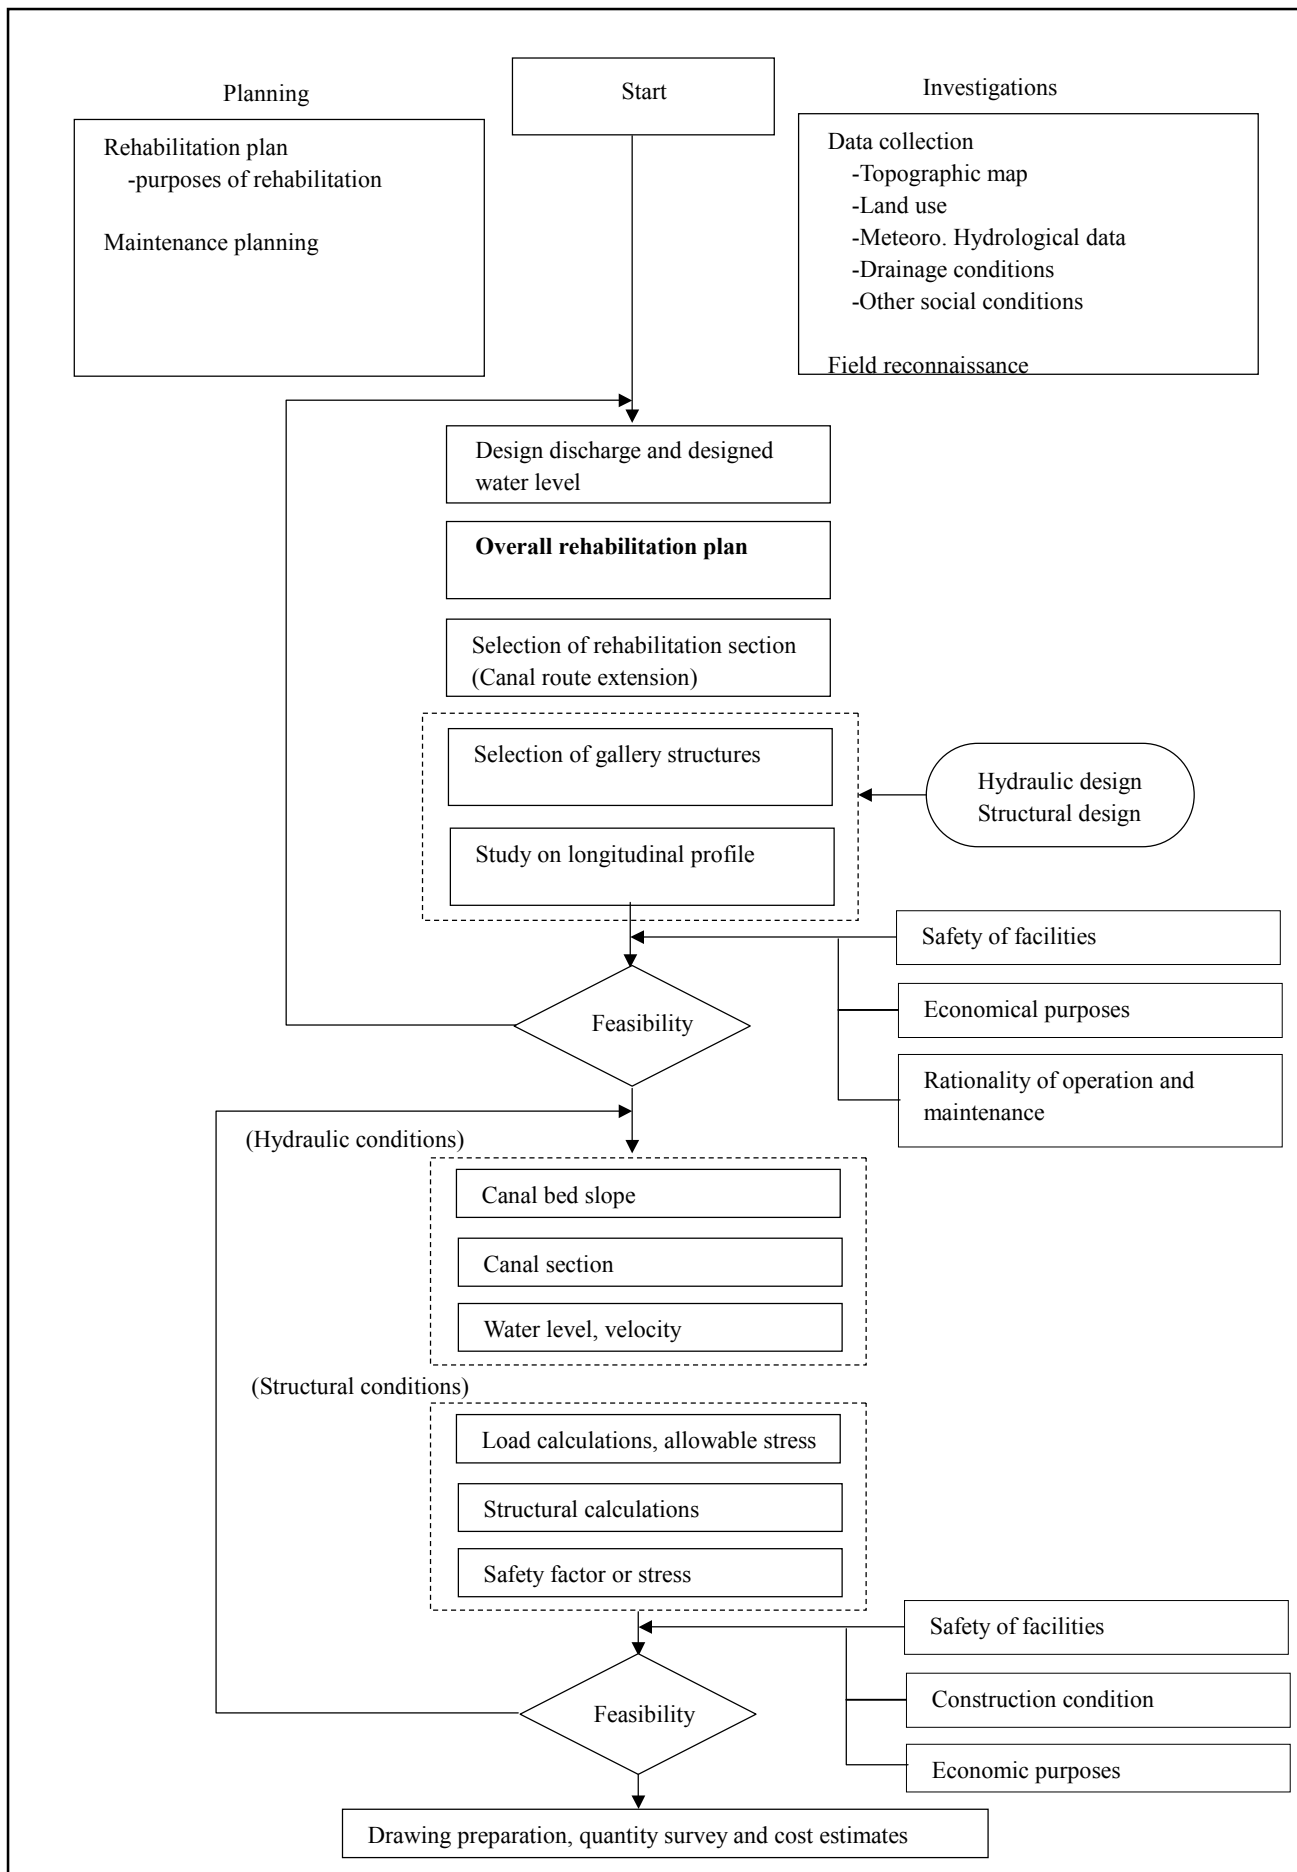 Start
Planning
Rehabilitation plan
-purposes of rehabilitation
Maintenance planning
Investigations
Data collection
-Topographic map
-Land use
-Meteoro. Hydrological data
-Drainage conditions
-Other social conditions
Field reconnaissance
Design discharge and designed
water level
Overall rehabilitation plan
Selection of rehabilitation section
(Canal route extension)
Selection of gallery structures
Study on longitudinal profile
Hydraulic design
Structural design
Safety of facilities
Economical purposes
Rationality of operation and
maintenance
Feasibility
(Hydraulic conditions)
Canal bed slope
Canal section
Water level, velocity
(Structural conditions)
Load calculations, allowable stress
Structural calculations
Safety factor or stress
Safety of facilities
Construction condition
Economic purposes
Feasibility
Drawing preparation, quantity survey and cost estimates